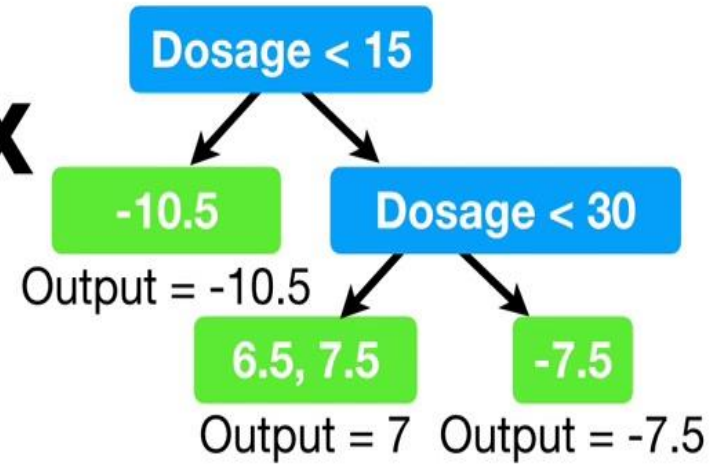 Dosage < 15
x
-10.5
Dosage < 30
Output = -10.5
6.5, 7.5
-7.5
Output = 7
Output = -7.5